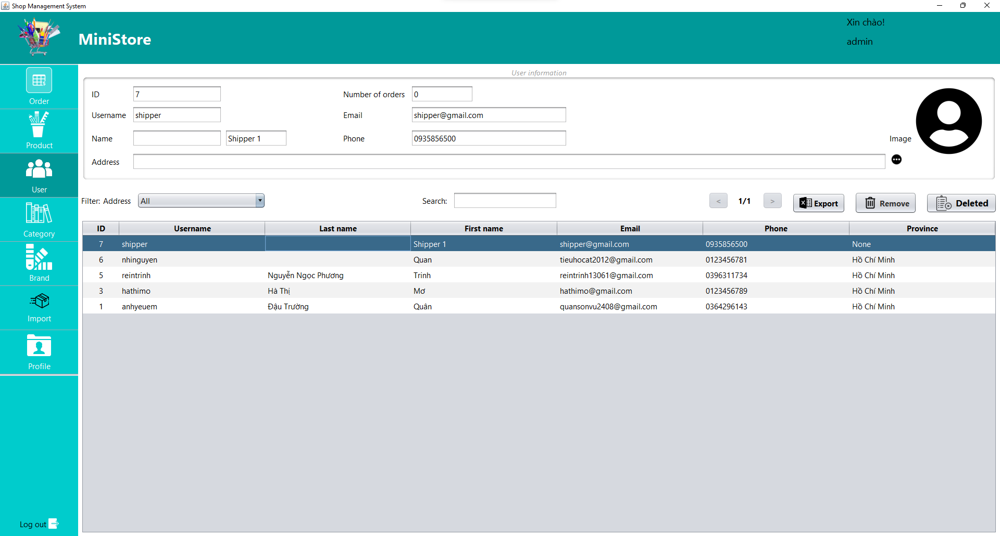 Shop Management System
MiniStore
Xin chào!
admin
Order
Product
User
Category
Brand
Import
Profile
Log out
User information
ID 7 Number of orders 0
Username shipper Email shipper@gmail.com
Name Shipper 1 Phone 0935856500 Image
Address
Filter: Address All Search: < 1/1 > Export Remove Deleted
ID Username Last name First name Email Phone Province
7 shipper Shipper 1 shipper@gmail.com 0935856500 None
6 nhinguyen Quan tieuhocat2012@gmail.com 0123456781 Hồ Chí Minh
5 reintrinh Nguyễn Ngọc Phương Trinh reintrinh13061@gmail.com 0396311734 Hồ Chí Minh
3 hathimo Hà Thị Mơ hathimo@gmail.com 0123456789 Hồ Chí Minh
1 anhyeuem Đậu Trường Quân quansonvu2408@gmail.com 0364296143 Hồ Chí Minh